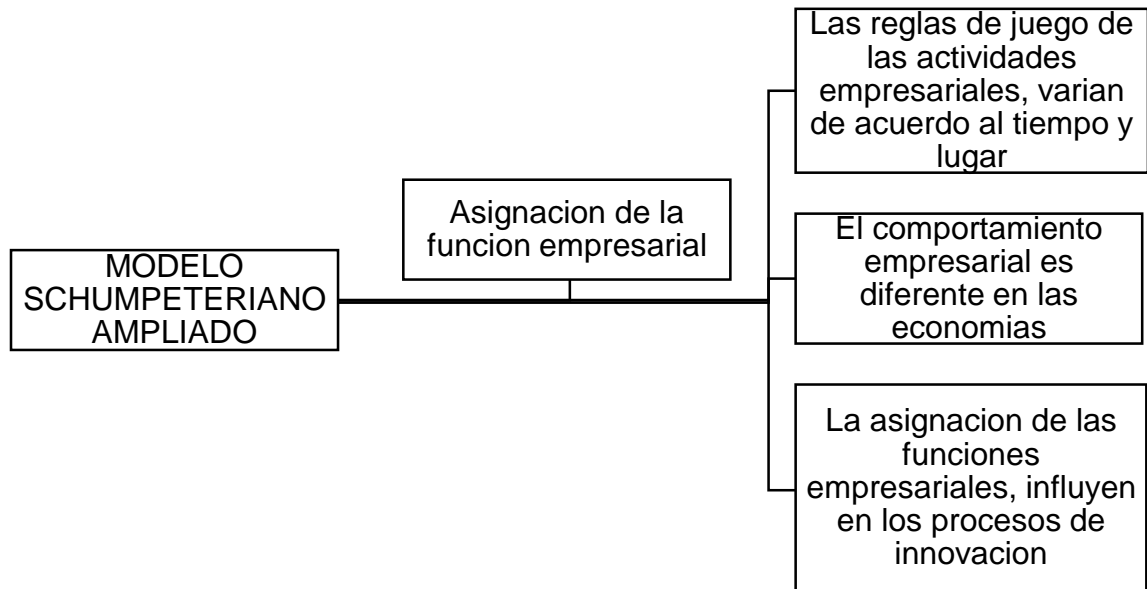 MODELO
SCHUMPETERIANO
AMPLIADO
Asignacion de la
funcion empresarial
Las reglas de juego de
las actividades
empresariales, varian
de acuerdo al tiempo y
lugar
El comportamiento
empresarial es
diferente en las
economias
La asignacion de las
funciones
empresariales, influyen
en los procesos de
innovacion